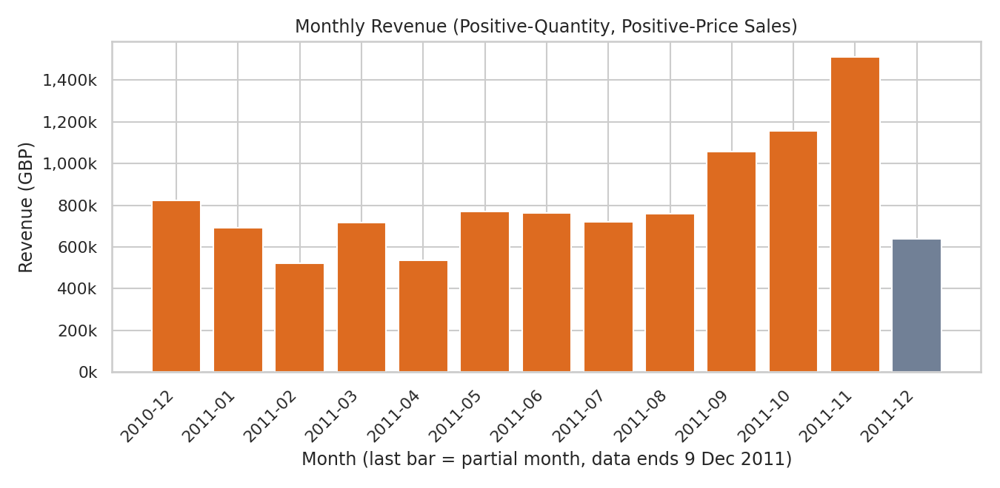 Monthly Revenue (Positive-Quantity, Positive-Price Sales)
Revenue (GBP)
1,400k
1,200k
1,000k
800k
600k
400k
200k
0k
2010-12
2011-01
2011-02
2011-03
2011-04
2011-05
2011-06
2011-07
2011-08
2011-09
2011-10
2011-11
2011-12
Month (last bar = partial month, data ends 9 Dec 2011)